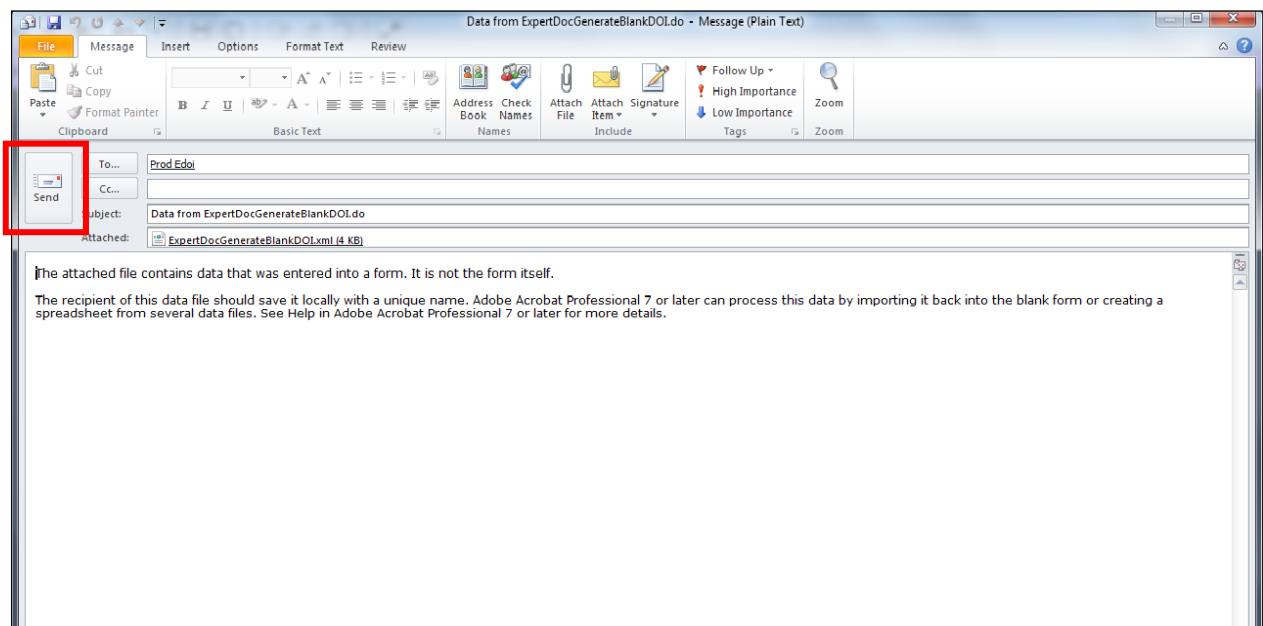 Data from ExpertDocGenerateBlankDOI.do - Message (Plain Text)
File Message Insert Options Format Text Review
Paste
Cut
Copy
Format Painter
Clipboard
B I U
Basic Text
Address Book
Check Names
Names
Attach File
Attach Item
Signature
Include
Follow Up
High Importance
Low Importance
Tags
Zoom
Zoom
Send
To... Prod Edoi
Cc...
Subject: Data from ExpertDocGenerateBlankDOI.do
Attached: ExpertDocGenerateBlankDOI.xml (4 KB)
The attached file contains data that was entered into a form. It is not the form itself.
The recipient of this data file should save it locally with a unique name. Adobe Acrobat Professional 7 or later can process this data by importing it back into the blank form or creating a
spreadsheet from several data files. See Help in Adobe Acrobat Professional 7 or later for more details.